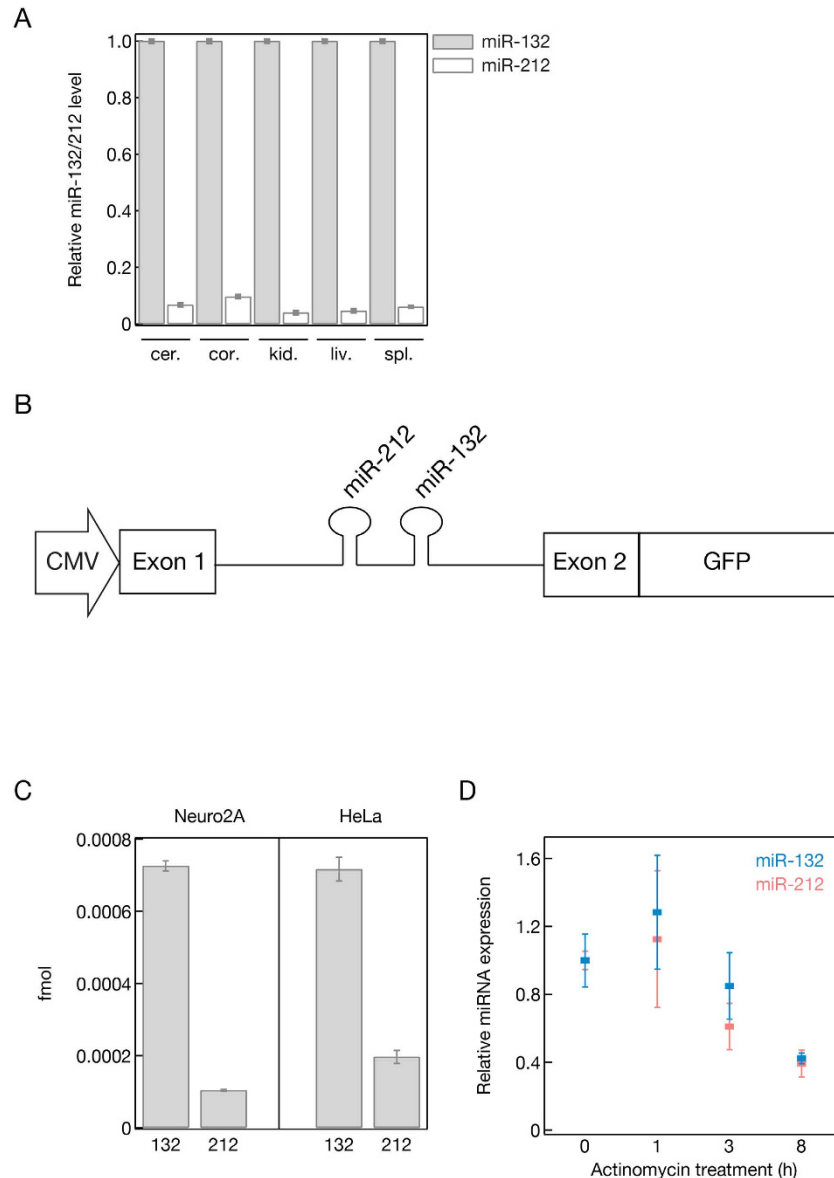 A
Relative miR-132/212 level
1.0
0.8
0.6
0.4
0.2
0
cer. cor. kid. liv. spl.
miR-132
miR-212
B
miR-212
miR-132
CMV
Exon 1
Exon 2
GFP
C
Neuro2A HeLa
fmol
0.0008
0.0006
0.0004
0.0002
0
132 212 132 212
D
miR-132
miR-212
Relative miRNA expression
1.6
1.2
0.8
0.4
0
0 1 3 8
Actinomycin treatment (h)